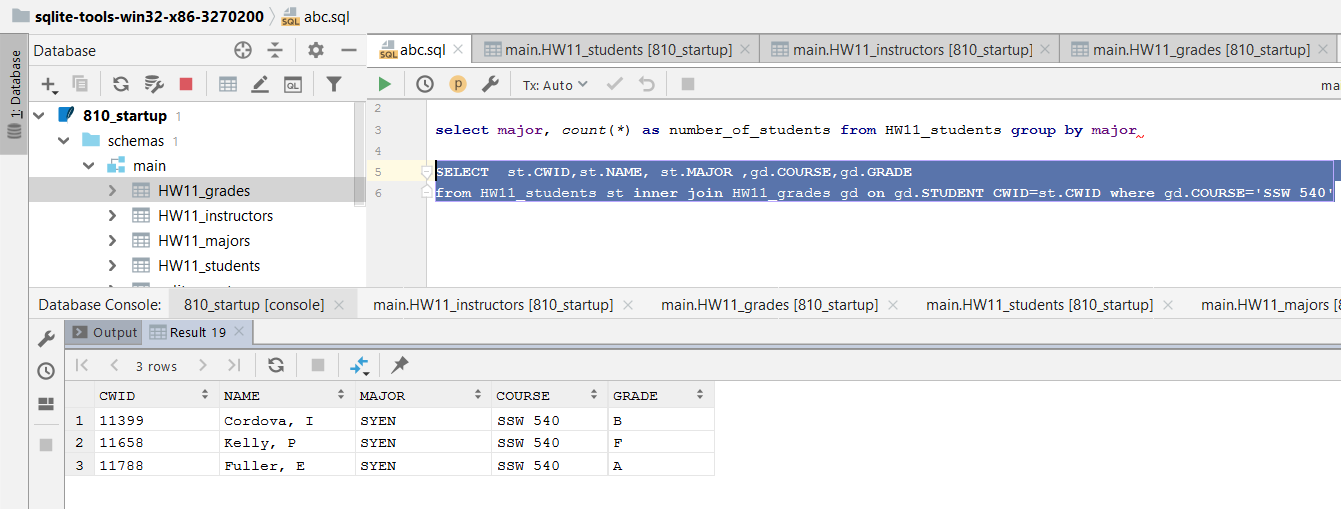 sqlite-tools-win32-x86-3270200 abc.sql
1: Database
Database
abc.sql main.HW11_students [810_startup] main.HW11_instructors [810_startup] main.HW11_grades [810_startup]
Tx: Auto ma
810_startup 1
schemas 1
main
HW11_grades
HW11_instructors
HW11_majors
HW11_students
2
3 select major, count(*) as number_of_students from HW11_students group by major
4
5 SELECT st.CWID,st.NAME, st.MAJOR ,gd.COURSE,gd.GRADE
6 from HW11_students st inner join HW11_grades gd on gd.STUDENT_CWID=st.CWID where gd.COURSE='SSW 540'
Database Console: 810_startup [console] main.HW11_instructors [810_startup] main.HW11_grades [810_startup] main.HW11_students [810_startup] main.HW11_majors [8
Output Result 19
3 rows
CWID NAME MAJOR COURSE GRADE
1 11399 Cordova, I SYEN SSW 540 B
2 11658 Kelly, P SYEN SSW 540 F
3 11788 Fuller, E SYEN SSW 540 A